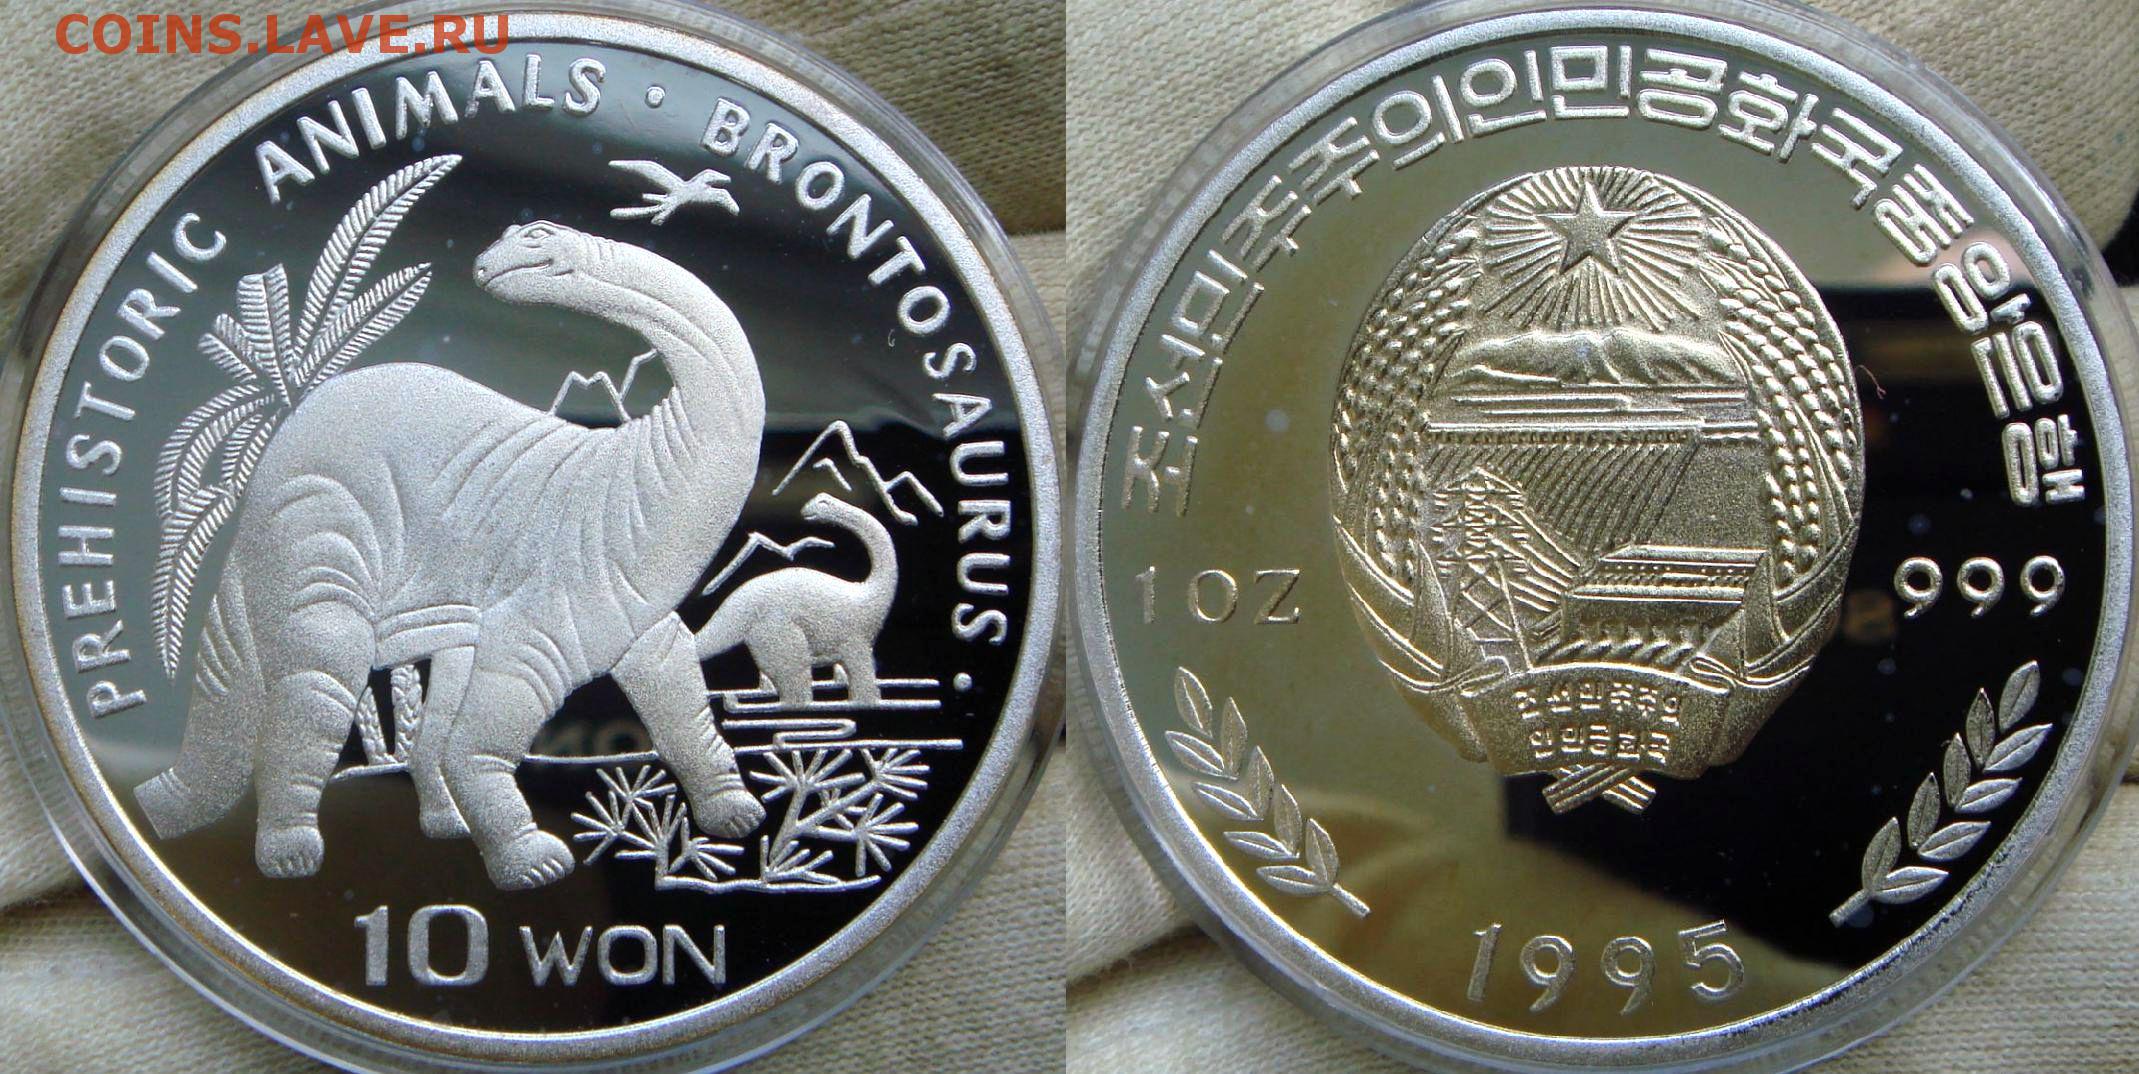 COINS.LAVE.RU
PREHISTORIC ANIMALS • BRONTOSAURUS •
10 WON
조선민주주의인민공화국중앙은행
1 OZ
999
조선민주주의
인민공화국
1995